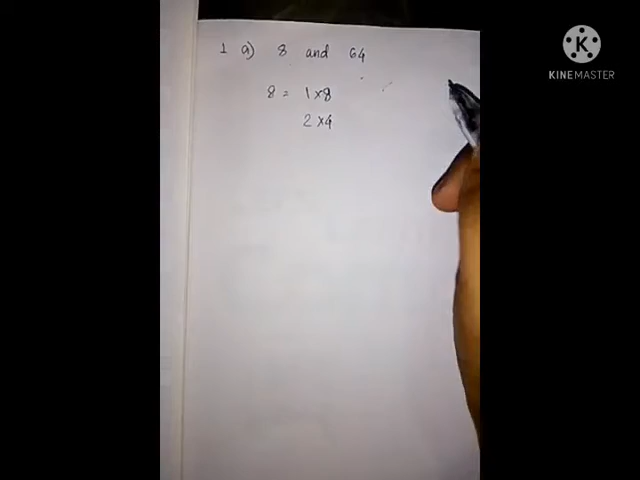 1 a) 8 and 64
8 = 1 × 8
2 × 4
KINEMASTER